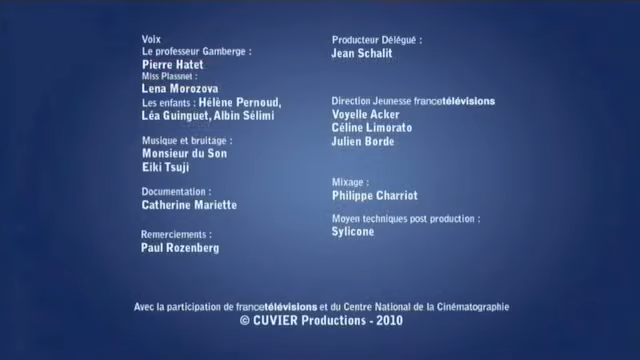 Voix
Le professeur Gamberge :
Pierre Hatet
Miss Plassnet :
Lena Morozova
Les enfants : Hélène Pernoud,
Léa Guinguet, Albin Sélimi
Musique et bruitage :
Monsieur du Son
Eiki Tsuji
Documentation :
Catherine Mariette
Remerciements :
Paul Rozenberg
Producteur Délégué :
Jean Schalit
Direction Jeunesse francetélévisions
Voyelle Acker
Céline Limorato
Julien Borde
Mixage :
Philippe Charriot
Moyen techniques post production :
Sylicone
Avec la participation de francetélévisions et du Centre National de la Cinématographie
© CUVIER Productions - 2010